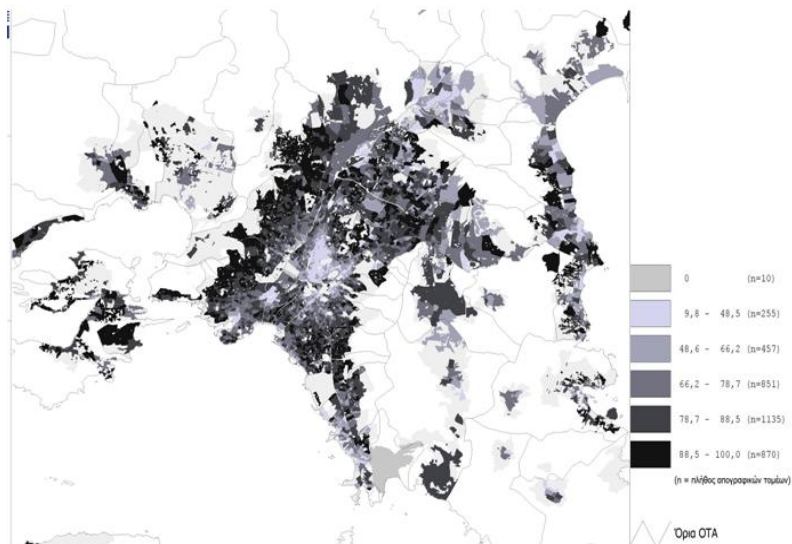 0 (n=10)
9,8 - 48,5 (n=255)
48,6 - 66,2 (n=457)
66,2 - 78,7 (n=851)
78,7 - 88,5 (n=1135)
88,5 - 100,0 (n=870)
(n = πλήθος απογραφικών τομέων)
Όρια ΟΤΑ